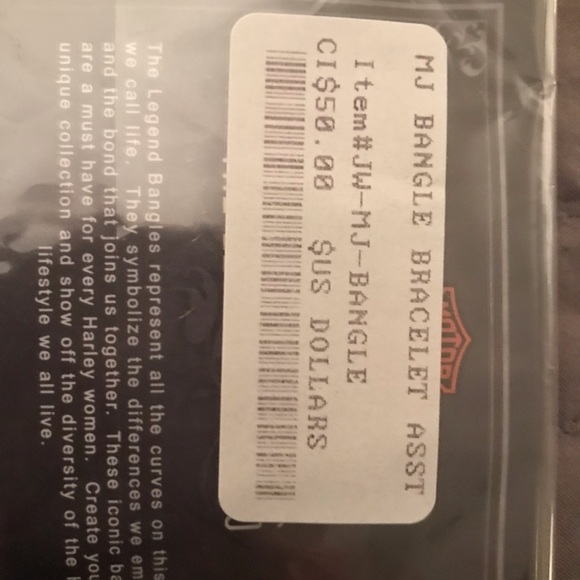 MJ BANGLE BRACELET ASST
Item#JW-MJ-BANGLE
CI$50.00 $US DOLLARS
MOTOR
The Legend Bangles represent all the curves on this
we call life. They symbolize the differences we em
and the bond that joins us together. These iconic ba
are a must have for every Harley women. Create you
unique collection and show off the diversity of the
lifestyle we all live.